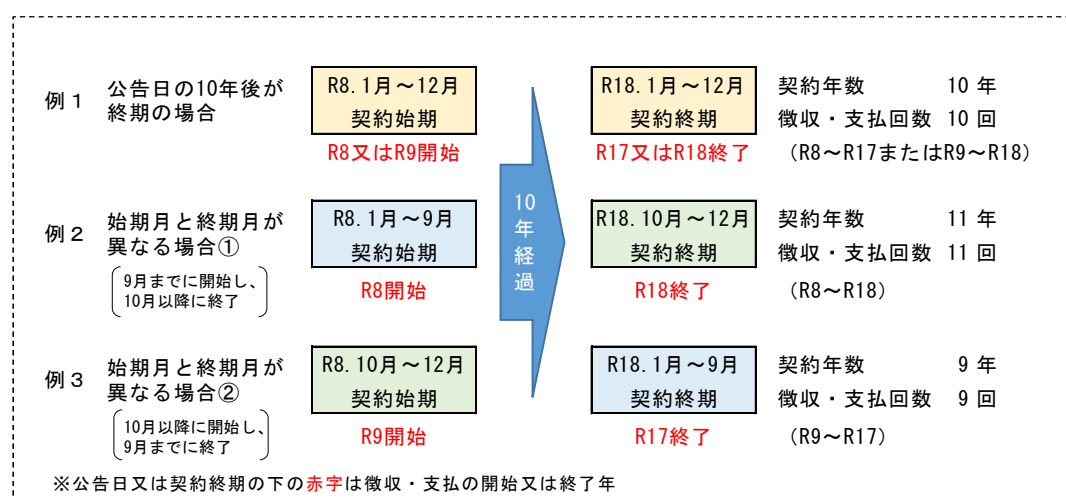 例1 公告日の10年後が
終期の場合
R8.1月～12月
契約始期
R8又はR9開始
R18.1月～12月
契約終期
R17又はR18終了
契約年数 10 年
徴収・支払回数 10 回
（R8～R17またはR9～R18）
10年経過
例2 始期月と終期月が
異なる場合①
9月までに開始し、
10月以降に終了
R8.1月～9月
契約始期
R8開始
R18.10月～12月
契約終期
R18終了
契約年数 11 年
徴収・支払回数 11 回
（R8～R18）
例3 始期月と終期月が
異なる場合②
10月以降に開始し、
9月までに終了
R8.10月～12月
契約始期
R9開始
R18.1月～9月
契約終期
R17終了
契約年数 9 年
徴収・支払回数 9 回
（R9～R17）
※公告日又は契約終期の下の赤字は徴収・支払の開始又は終了年